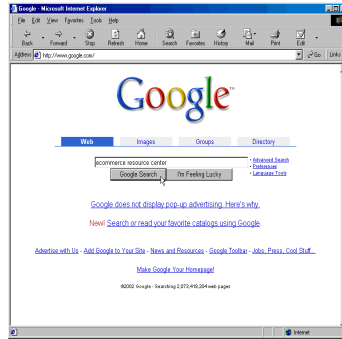 Google - Microsoft Internet Explorer
File Edit View Favorites Tools Help
Back Forward Stop Refresh Home Search Favorites History Mail Print Edit
Address http://www.google.com/ Go Links
Google™
Web Images Groups Directory
ecommerce resource center
Google Search I'm Feeling Lucky
• Advanced Search
• Preferences
• Language Tools
Google does not display pop-up advertising. Here's why.
New! Search or read your favorite catalogs using Google.
Advertise with Us - Add Google to Your Site - News and Resources - Google Toolbar - Jobs, Press, Cool Stuff...
Make Google Your Homepage!
©2002 Google - Searching 2,073,418,204 web pages
Internet